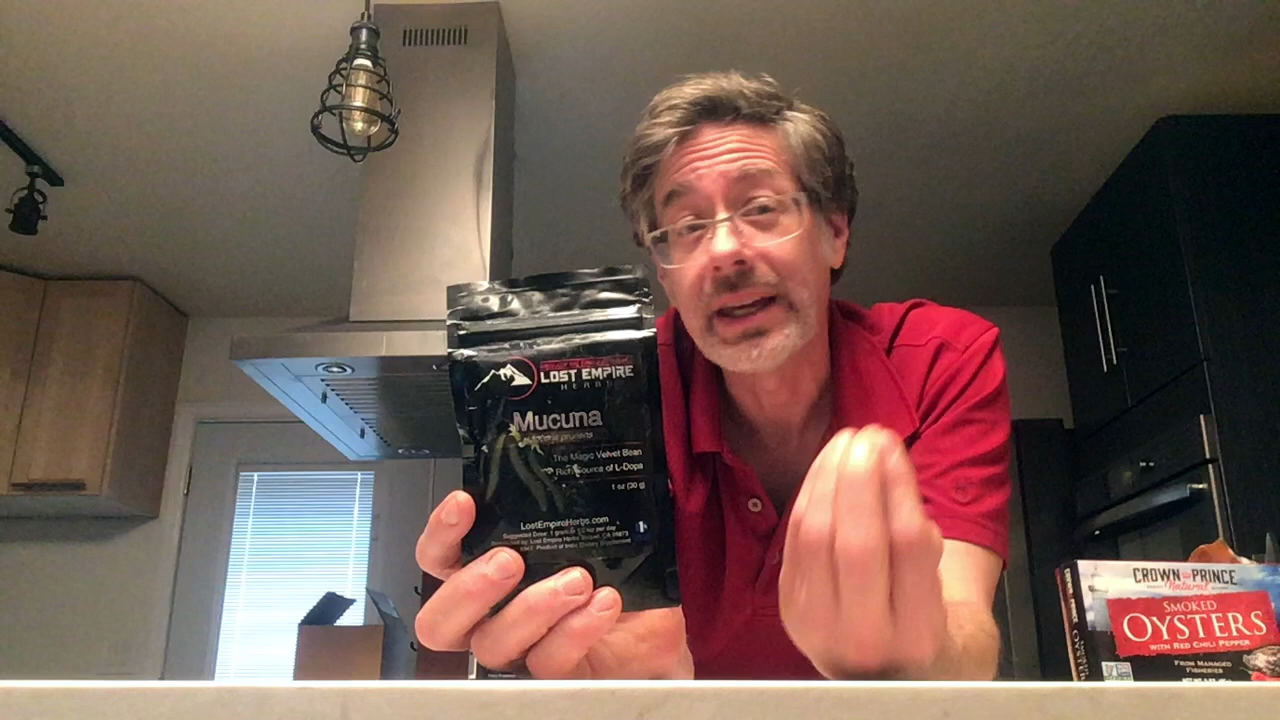 LOST EMPIRE
HERBS
Mucuna
The Magic Velvet Bean
Rich Source of L-Dopa
1 oz (30 g)
LostEmpireHerbs.com
CROWN PRINCE
Natural
SMOKED
OYSTERS
WITH RED CHILI PEPPER
FROM MANAGED
FISHERIES